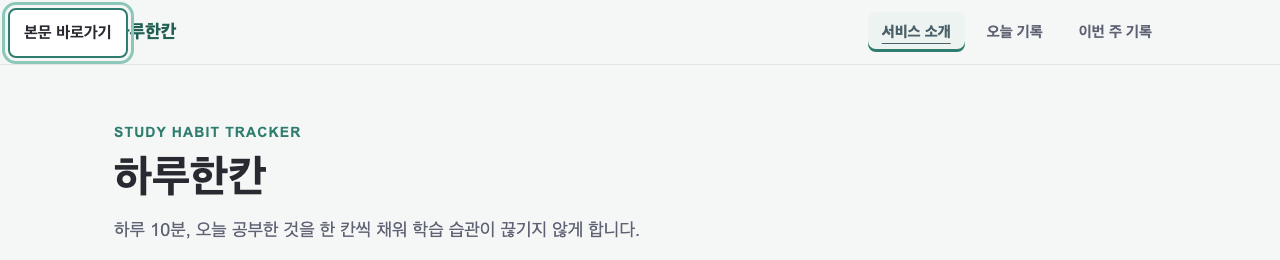 본문 바로가기
루한칸
서비스 소개
오늘 기록
이번 주 기록
STUDY HABIT TRACKER
하루한칸
하루 10분, 오늘 공부한 것을 한 칸씩 채워 학습 습관이 끊기지 않게 합니다.